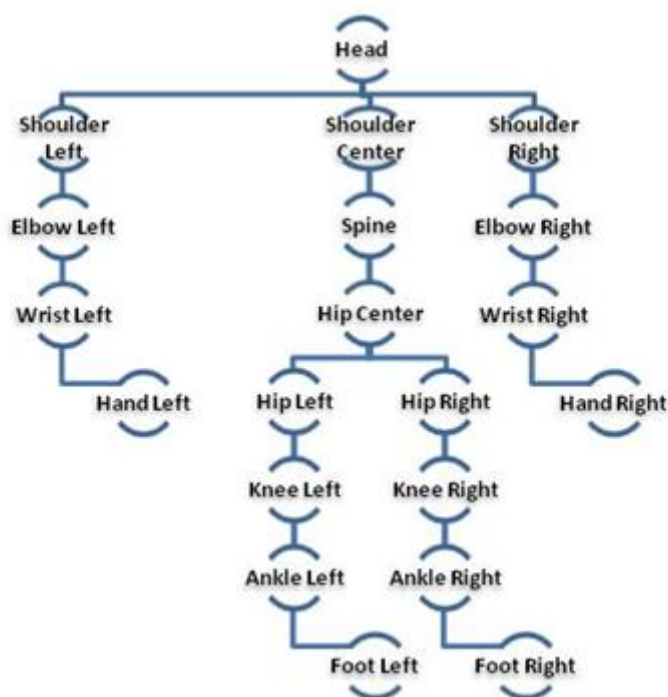 Head
Shoulder
Left
Shoulder
Center
Shoulder
Right
Elbow Left
Spine
Elbow Right
Wrist Left
Hip Center
Wrist Right
Hand Left
Hip Left
Hip Right
Hand Right
Knee Left
Knee Right
Ankle Left
Ankle Right
Foot Left
Foot Right